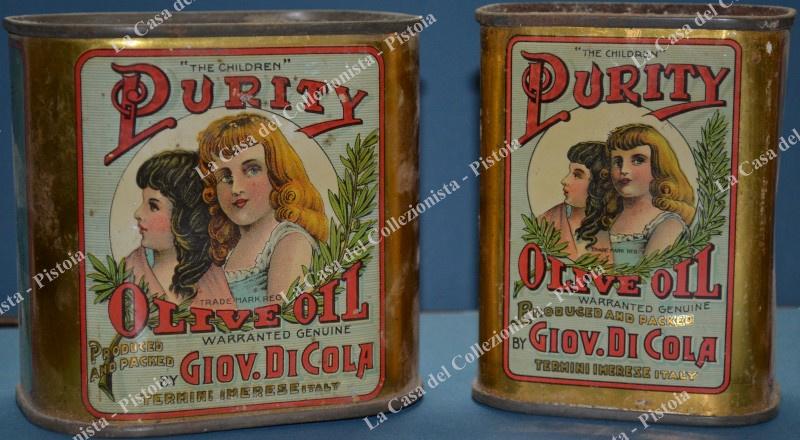 "THE CHILDREN"
PURITY
TRADE MARK REG.
OLIVE OIL
WARRANTED GENUINE
PRODUCED
AND PACKED
BY GIOV. DI COLA
TERMINI IMERESE ITALY
"THE CHILDREN"
PURITY
TRADE MARK REG.
OLIVE OIL
WARRANTED GENUINE
PRODUCED AND PACKED
BY GIOV. DI COLA
TERMINI IMERESE ITALY
La Casa del Collezionista - Pistoia